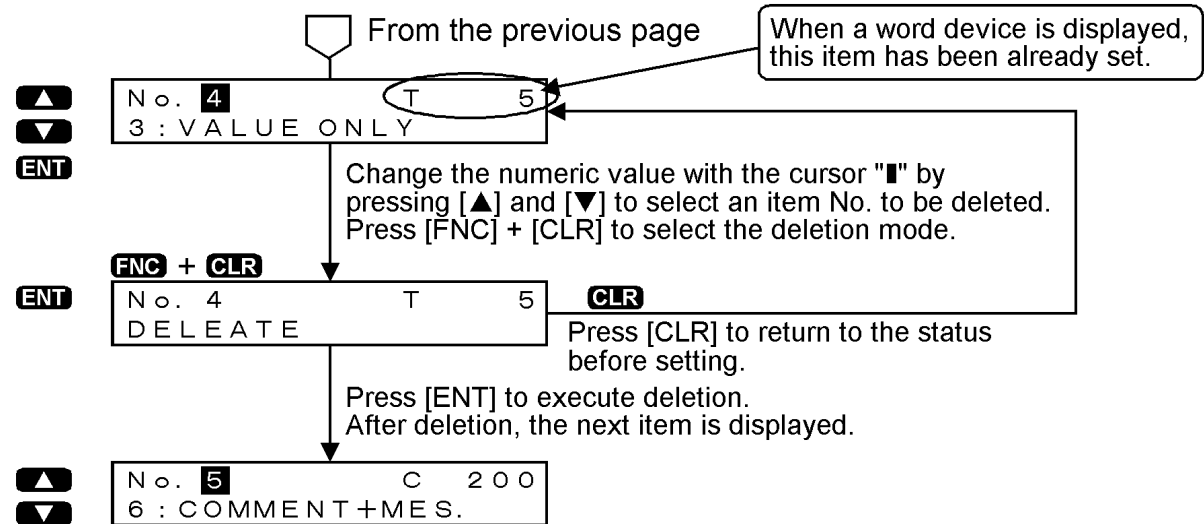 From the previous page
When a word device is displayed,
this item has been already set.
▲
No. 4 T 5
▼
3:VALUE ONLY
ENT
Change the numeric value with the cursor "▮" by
pressing [▲] and [▼] to select an item No. to be deleted.
Press [FNC] + [CLR] to select the deletion mode.
FNC + CLR
ENT
No. 4 T 5
DELEATE
CLR
Press [CLR] to return to the status
before setting.
Press [ENT] to execute deletion.
After deletion, the next item is displayed.
▲
No. 5 C 200
▼
6:COMMENT+MES.